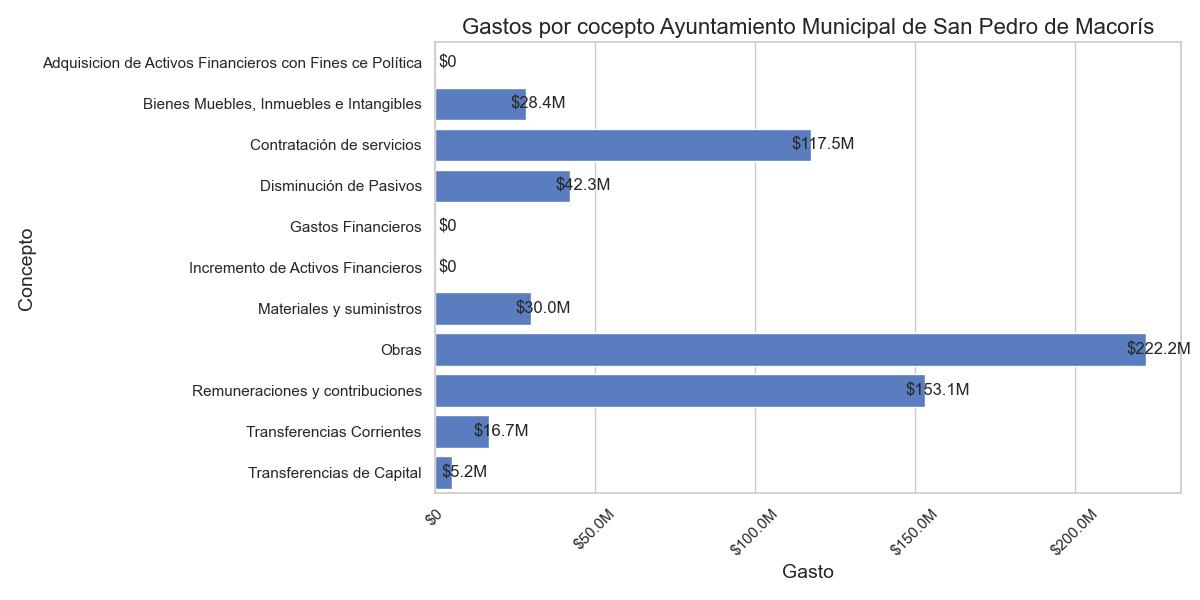 Gastos por cocepto Ayuntamiento Municipal de San Pedro de Macorís
Concepto
Adquisicion de Activos Financieros con Fines ce Política $0
Bienes Muebles, Inmuebles e Intangibles $28.4M
Contratación de servicios $117.5M
Disminución de Pasivos $42.3M
Gastos Financieros $0
Incremento de Activos Financieros $0
Materiales y suministros $30.0M
Obras $222.2M
Remuneraciones y contribuciones $153.1M
Transferencias Corrientes $16.7M
Transferencias de Capital $5.2M
$0 $50.0M $100.0M $150.0M $200.0M
Gasto